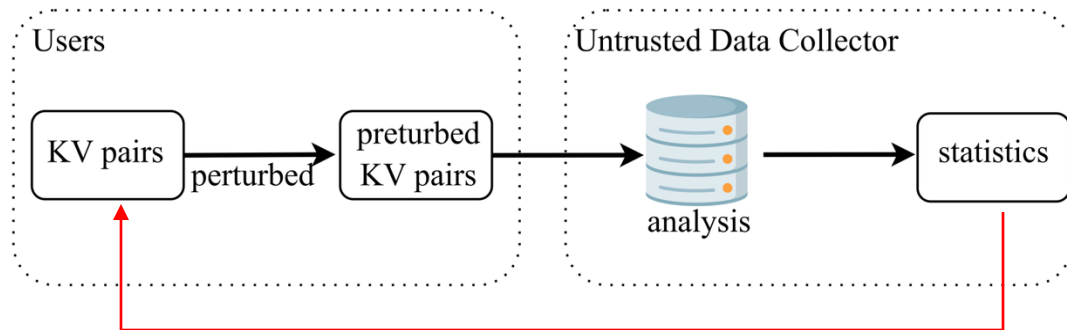 Users
Untrusted Data Collector
KV pairs
perturbed
preturbed
KV pairs
analysis
statistics